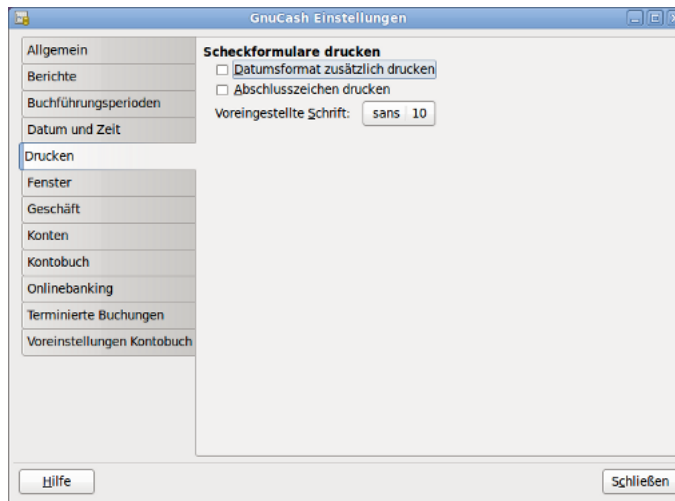 GnuCash Einstellungen
Allgemein
Berichte
Buchführungsperioden
Datum und Zeit
Drucken
Fenster
Geschäft
Konten
Kontobuch
Onlinebanking
Terminierte Buchungen
Voreinstellungen Kontobuch
Scheckformulare drucken
Datumsformat zusätzlich drucken
Abschlusszeichen drucken
Voreingestellte Schrift: sans 10
Hilfe
Schließen